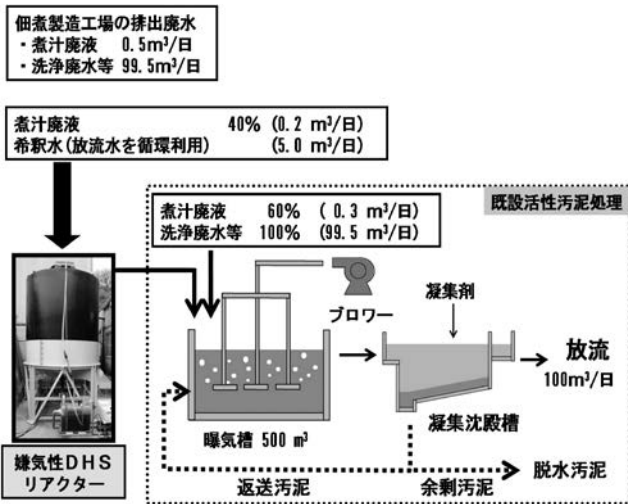 佃煮製造工場の排出廃水
・煮汁廃液 0.5m³/日
・洗浄廃水等 99.5m³/日
煮汁廃液 40% (0.2 m³/日)
希釈水(放流水を循環利用) (5.0 m³/日)
既設活性汚泥処理
煮汁廃液 60% ( 0.3 m³/日)
洗浄廃水等 100% (99.5 m³/日)
ブロワー
凝集剤
放流
100m³/日
曝気槽 500 m³
凝集沈殿槽
嫌気性DHS
リアクター
返送汚泥
余剰汚泥
脱水汚泥